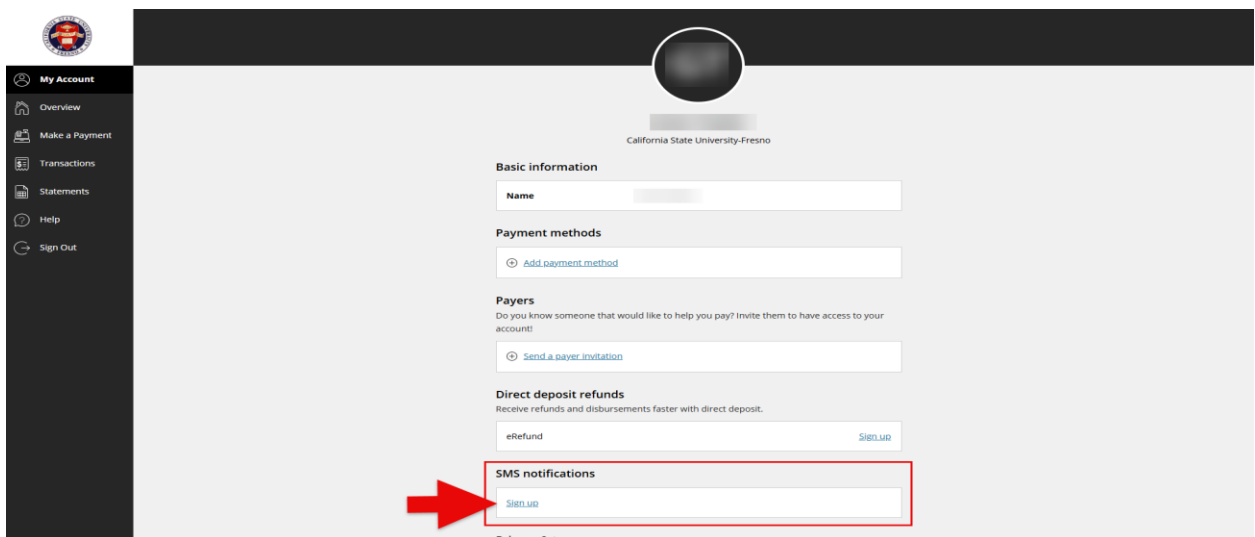 My Account
Overview
Make a Payment
Transactions
Statements
Help
Sign Out
California State University-Fresno
Basic information
Name
Payment methods
Add payment method
Payers
Do you know someone that would like to help you pay? Invite them to have access to your
account!
Send a payer invitation
Direct deposit refunds
Receive refunds and disbursements faster with direct deposit.
eRefund Sign up
SMS notifications
Sign up